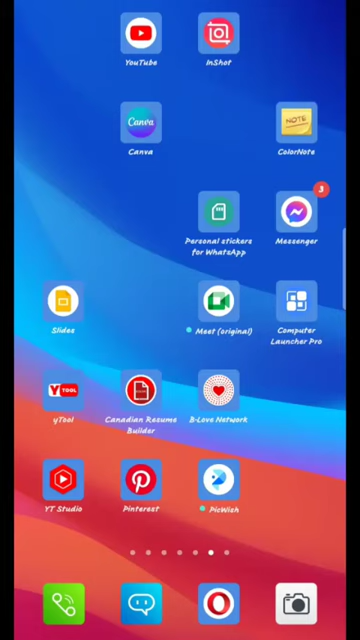 YouTube
InShot
Canva
Canva
NOTE
ColorNote
3
Personal stickers
for WhatsApp
Messenger
Slides
Meet (original)
Computer
Launcher Pro
Y TOOL
yTool
Canadian Resume
Builder
B-Love Network
YT Studio
Pinterest
PicWish